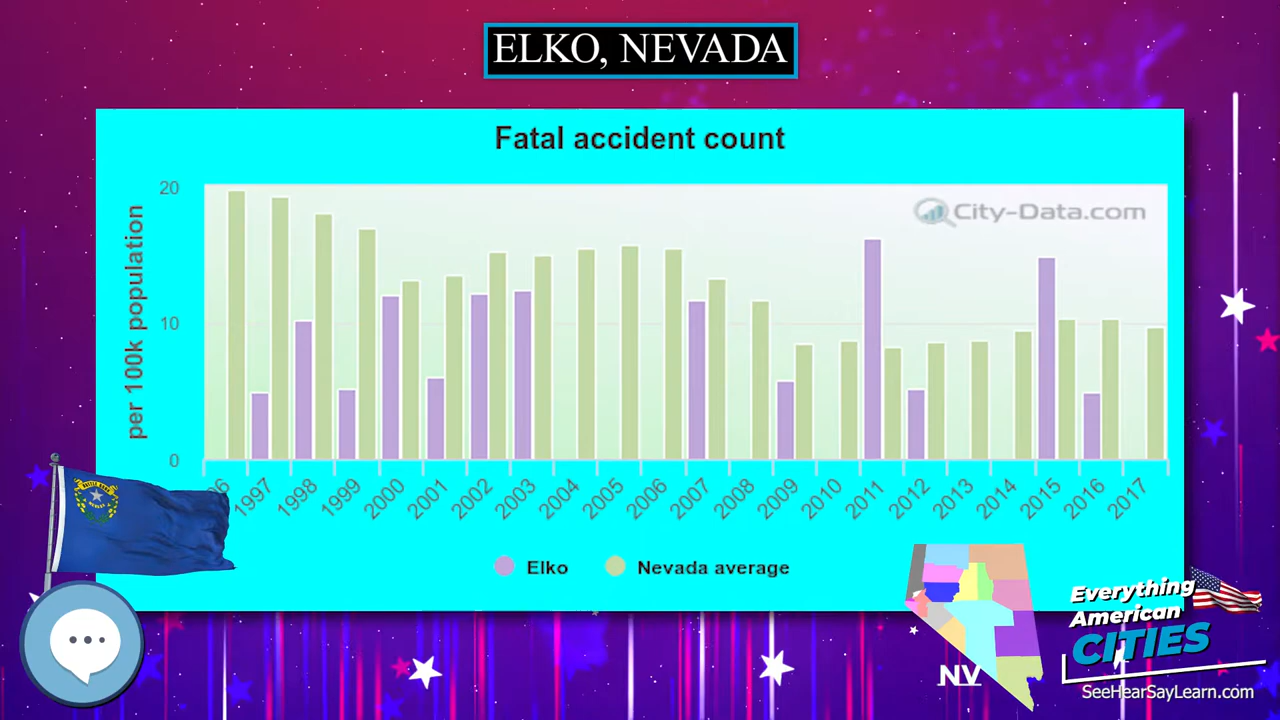 ELKO, NEVADA
Fatal accident count
City-Data.com
per 100k population
20
10
0
6
1997
1998
1999
2000
2001
2002
2003
2004
2005
2006
2007
2008
2009
2010
2011
2012
2013
2014
2015
2016
2017
Elko
Nevada average
NV
Everything
American
CITIES
SeeHearSayLearn.com